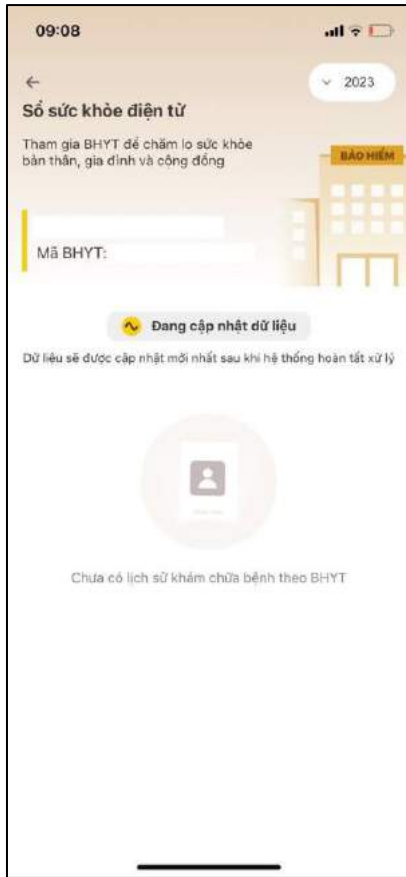 09:08
2023
Sổ sức khỏe điện tử
Tham gia BHYT để chăm lo sức khỏe
bản thân, gia đình và cộng đồng
BẢO HIỂM
Mã BHYT:
Đang cập nhật dữ liệu
Dữ liệu sẽ được cập nhật mới nhất sau khi hệ thống hoàn tất xử lý
Chưa có lịch sử khám chữa bệnh theo BHYT